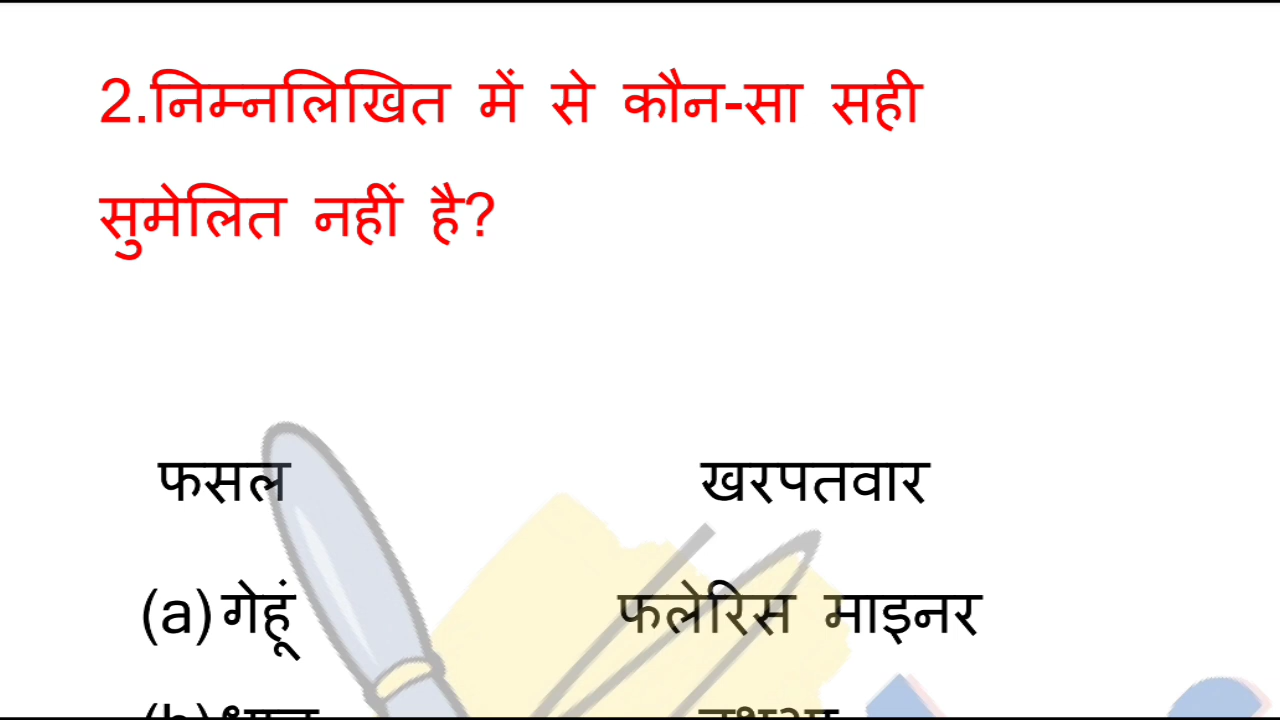 2.निम्नलिखित में से कौन-सा सही
सुमेलित नहीं है?
फसल खरपतवार
(a) गेहूं फलेरिस माइनर
(b)